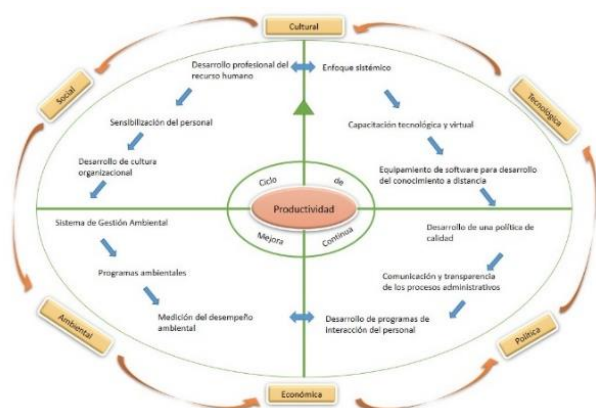 Cultural
Social
Tecnológica
Desarrollo profesional del
recurso humano
Enfoque sistémico
Sensibilización del personal
Capacitación tecnológica y virtual
Desarrollo de cultura
organizacional
Equipamiento de software para desarrollo
del conocimiento a distancia
Ciclo de
Productividad
Mejora Continua
Sistema de Gestión Ambiental
Desarrollo de una política de
calidad
Programas ambientales
Comunicación y transparencia
de los procesos administrativos
Medición del desempeño
ambiental
Desarrollo de programas de
interacción del personal
Ambiental
Política
Económica